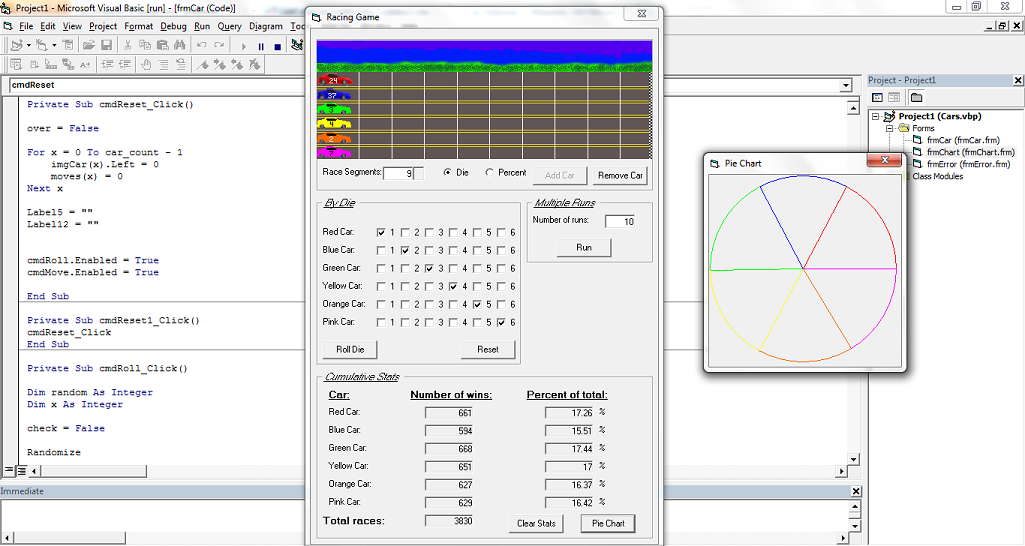 Project1 - Microsoft Visual Basic [run] - [frmCar (Code)]
File Edit View Project Format Debug Run Query Diagram
cmdReset
Private Sub cmdReset_Click()
over = False
For x = 0 To car_count - 1
imgCar(x).Left = 0
moves(x) = 0
Next x
Label5 = ""
Label12 = ""
cmdRoll.Enabled = True
cmdMove.Enabled = True
End Sub
Private Sub cmdReset1_Click()
cmdReset_Click
End Sub
Private Sub cmdRoll_Click()
Dim random As Integer
Dim x As Integer
check = False
Randomize
Immediate
Racing Game
24
37
3
4
2
7
Race Segments: 9 Die Percent Add Car Remove Car
By Die
Red Car: 1 2 3 4 5 6
Blue Car: 1 2 3 4 5 6
Green Car: 1 2 3 4 5 6
Yellow Car: 1 2 3 4 5 6
Orange Car: 1 2 3 4 5 6
Pink Car: 1 2 3 4 5 6
Roll Die Reset
Multiple Runs
Number of runs: 10
Run
Cumulative Stats
Car: Number of wins: Percent of total:
Red Car: 661 17.26 %
Blue Car: 594 15.51 %
Green Car: 668 17.44 %
Yellow Car: 651 17 %
Orange Car: 627 16.37 %
Pink Car: 629 16.42 %
Total races: 3830 Clear Stats Pie Chart
Pie Chart
Project - Project1
Project1 (Cars.vbp)
Forms
frmCar (frmCar.frm)
frmChart (frmChart.frm)
frmError (frmError.frm)
Class Modules